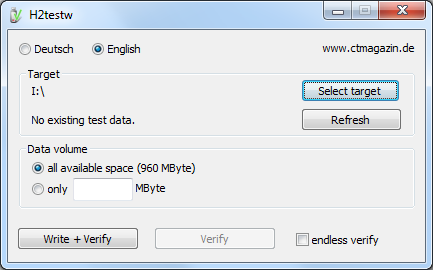 H2testw
Deutsch English www.ctmagazin.de
Target
I:\ Select target
No existing test data. Refresh
Data volume
all available space (960 MByte)
only MByte
Write + Verify Verify endless verify